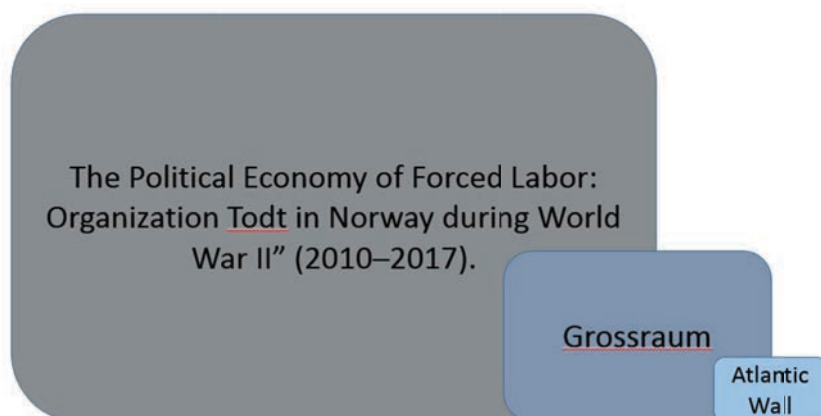 The Political Economy of Forced Labor:
Organization Todt in Norway during World
War II” (2010–2017).
Grossraum
Atlantic
Wall